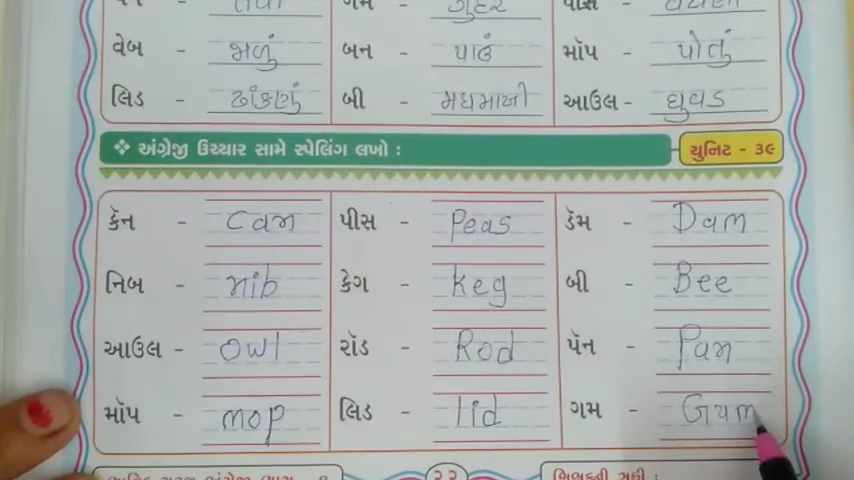 વેબ - જાળું બન - પાઉં મૉપ - પોતું
લિડ - ઢાંકણું બી - મધમાખી આઉલ - ઘુવડ
❖ અંગ્રેજી ઉચ્ચાર સામે સ્પેલિંગ લખો : યુનિટ - ૩૯
કૅન - Can પીસ - Peas ડૅમ - Dam
નિબ - nib કેગ - keg બી - Bee
આઉલ - owl રૉડ - Rod પૅન - Pan
મૉપ - mop લિડ - lid ગમ - Gum
૨૨